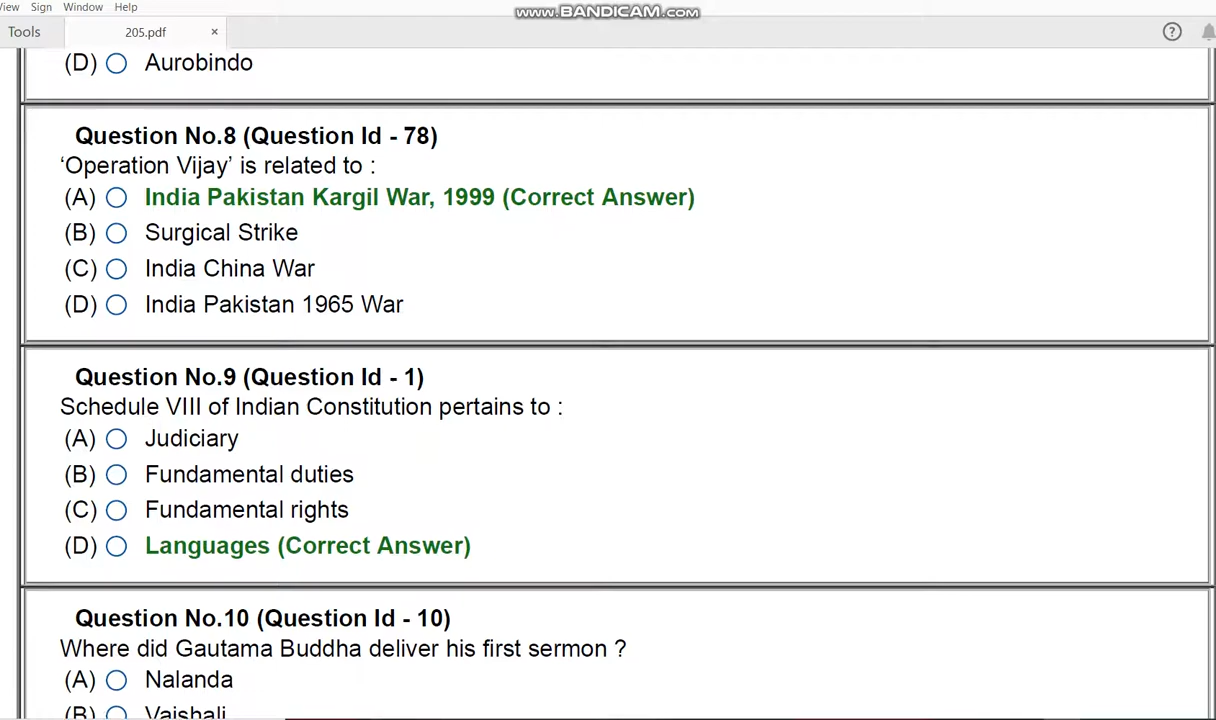 View Sign Window Help
www.BANDICAM.com
Tools
205.pdf ×
(D) Aurobindo
Question No.8 (Question Id - 78)
‘Operation Vijay’ is related to :
(A) India Pakistan Kargil War, 1999 (Correct Answer)
(B) Surgical Strike
(C) India China War
(D) India Pakistan 1965 War
Question No.9 (Question Id - 1)
Schedule VIII of Indian Constitution pertains to :
(A) Judiciary
(B) Fundamental duties
(C) Fundamental rights
(D) Languages (Correct Answer)
Question No.10 (Question Id - 10)
Where did Gautama Buddha deliver his first sermon ?
(A) Nalanda
(B) Vaishali